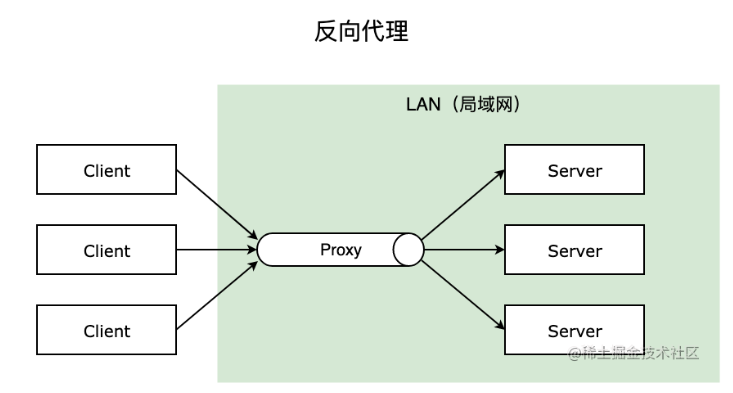 反向代理
LAN（局域网）
Client
Server
Client
Proxy
Server
Client
Server
@稀土掘金技术社区